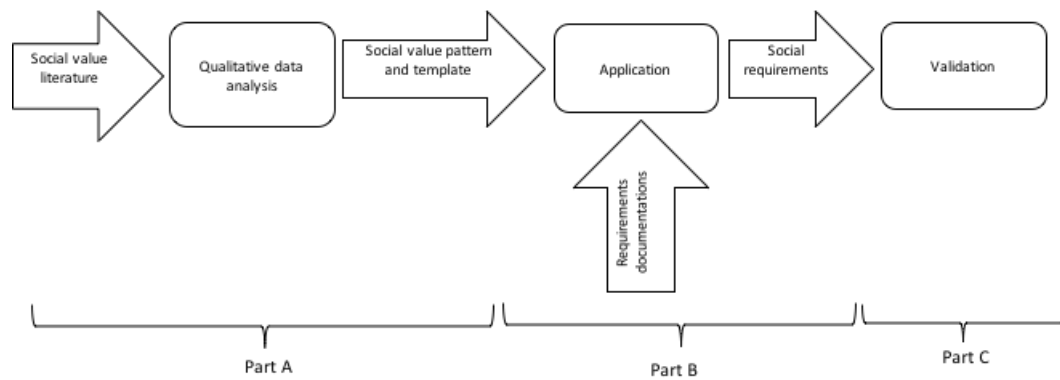 Social value
literature
Qualitative data
analysis
Social value pattern
and template
Application
Social
requirements
Validation
Requirements
documentations
Part A
Part B
Part C